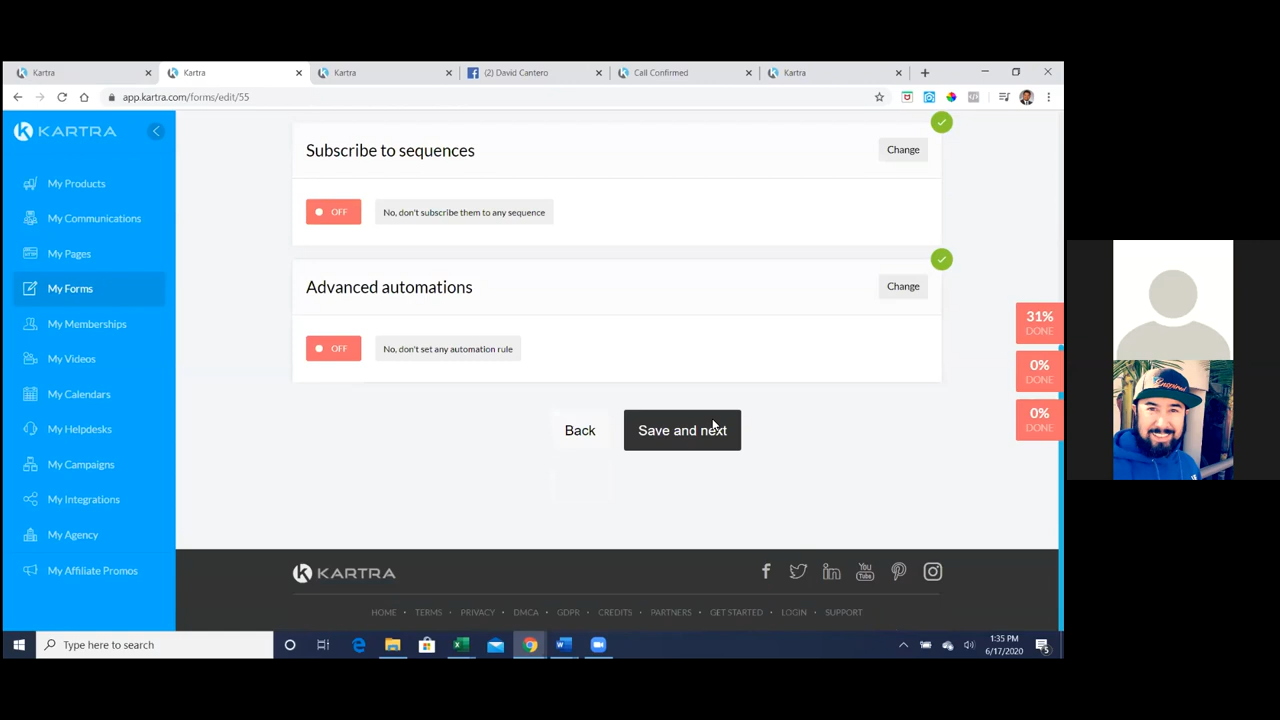 Kartra
Kartra
Kartra
(2) David Cantero
Call Confirmed
Kartra
app.kartra.com/forms/edit/55
KARTRA
My Products
My Communications
My Pages
My Forms
My Memberships
My Videos
My Calendars
My Helpdesks
My Campaigns
My Integrations
My Agency
My Affiliate Promos
Subscribe to sequences
Change
OFF
No, don't subscribe them to any sequence
Advanced automations
Change
OFF
No, don't set any automation rule
Back
Save and next
31%
DONE
0%
DONE
0%
DONE
Inspired
KARTRA
f
in
You
Tube
HOME • TERMS • PRIVACY • DMCA • GDPR • CREDITS • PARTNERS • GET STARTED • LOGIN • SUPPORT
Type here to search
1:35 PM
6/17/2020
5